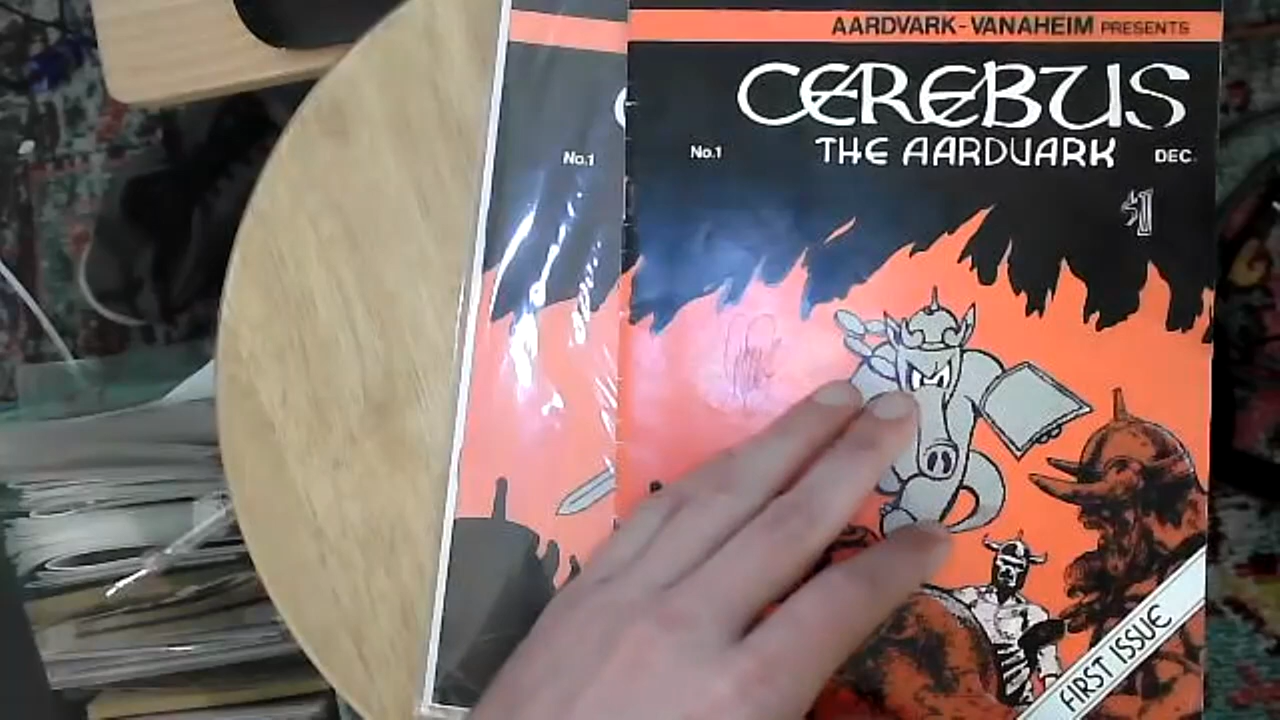 AARDVARK-VANAHEIM PRESENTS
CEREBUS
THE AARDVARK
No.1
No.1
DEC.
$1
FIRST ISSUE